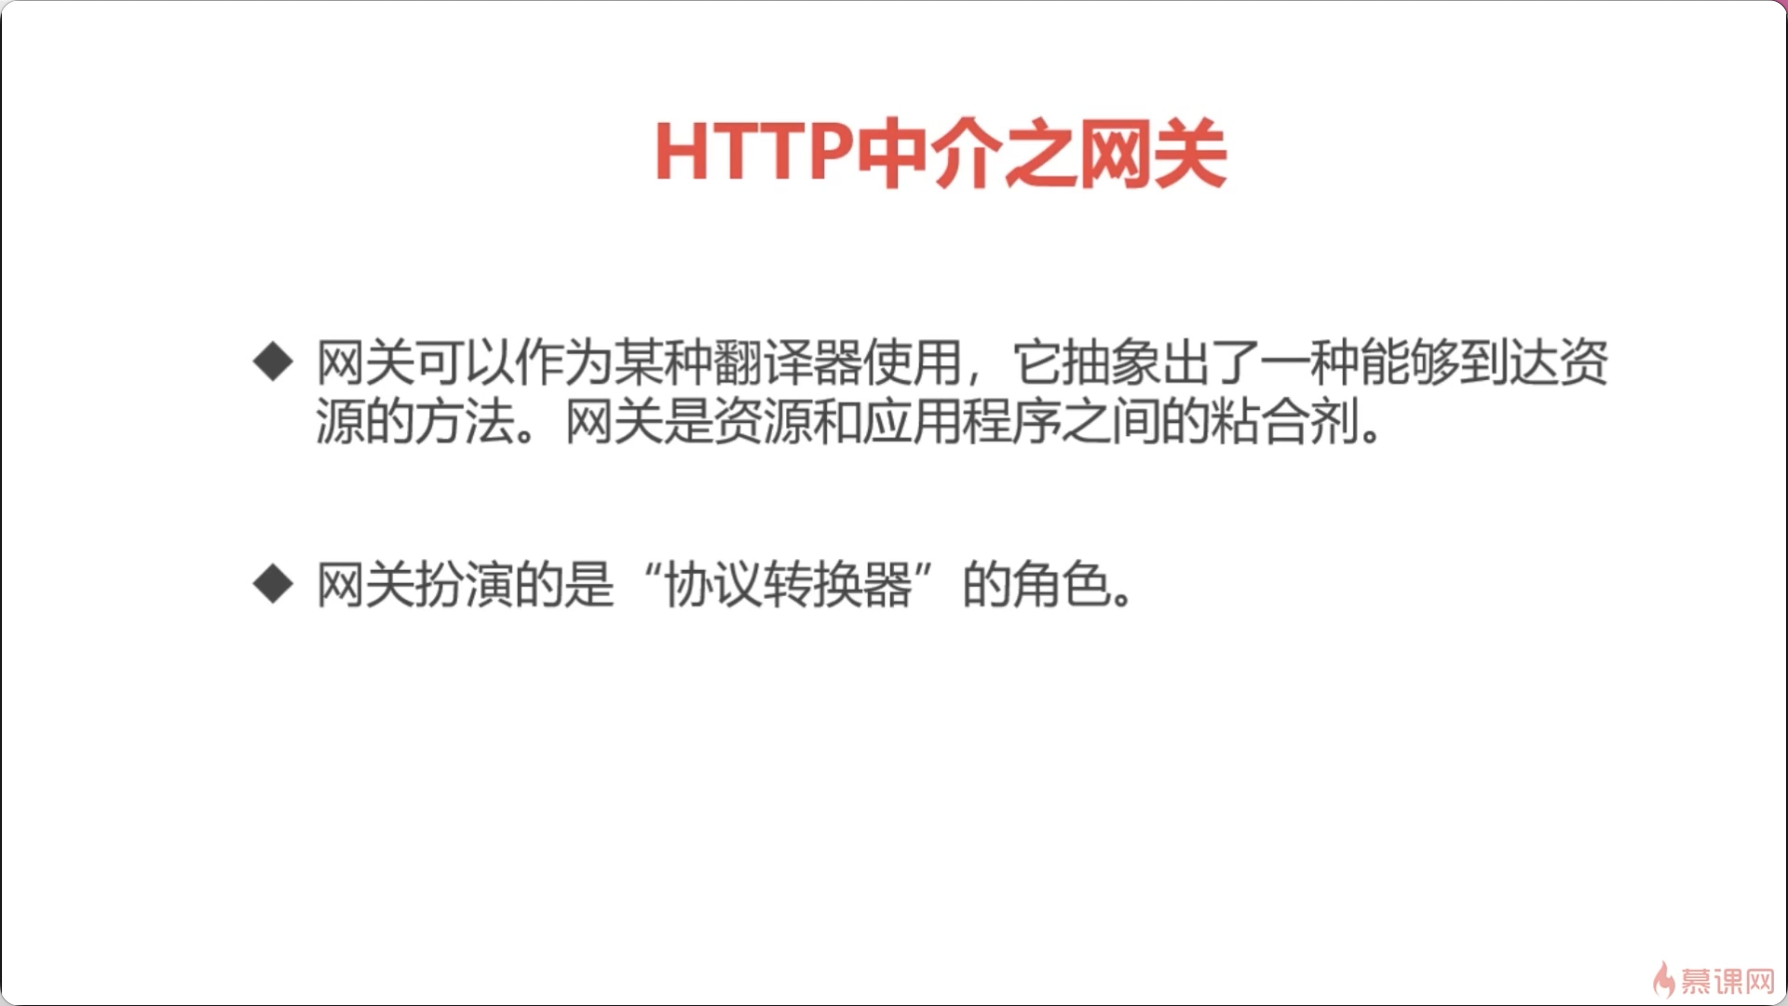 HTTP中介之网关
◆ 网关可以作为某种翻译器使用，它抽象出了一种能够到达资
源的方法。网关是资源和应用程序之间的粘合剂。
◆ 网关扮演的是“协议转换器”的角色。
慕课网